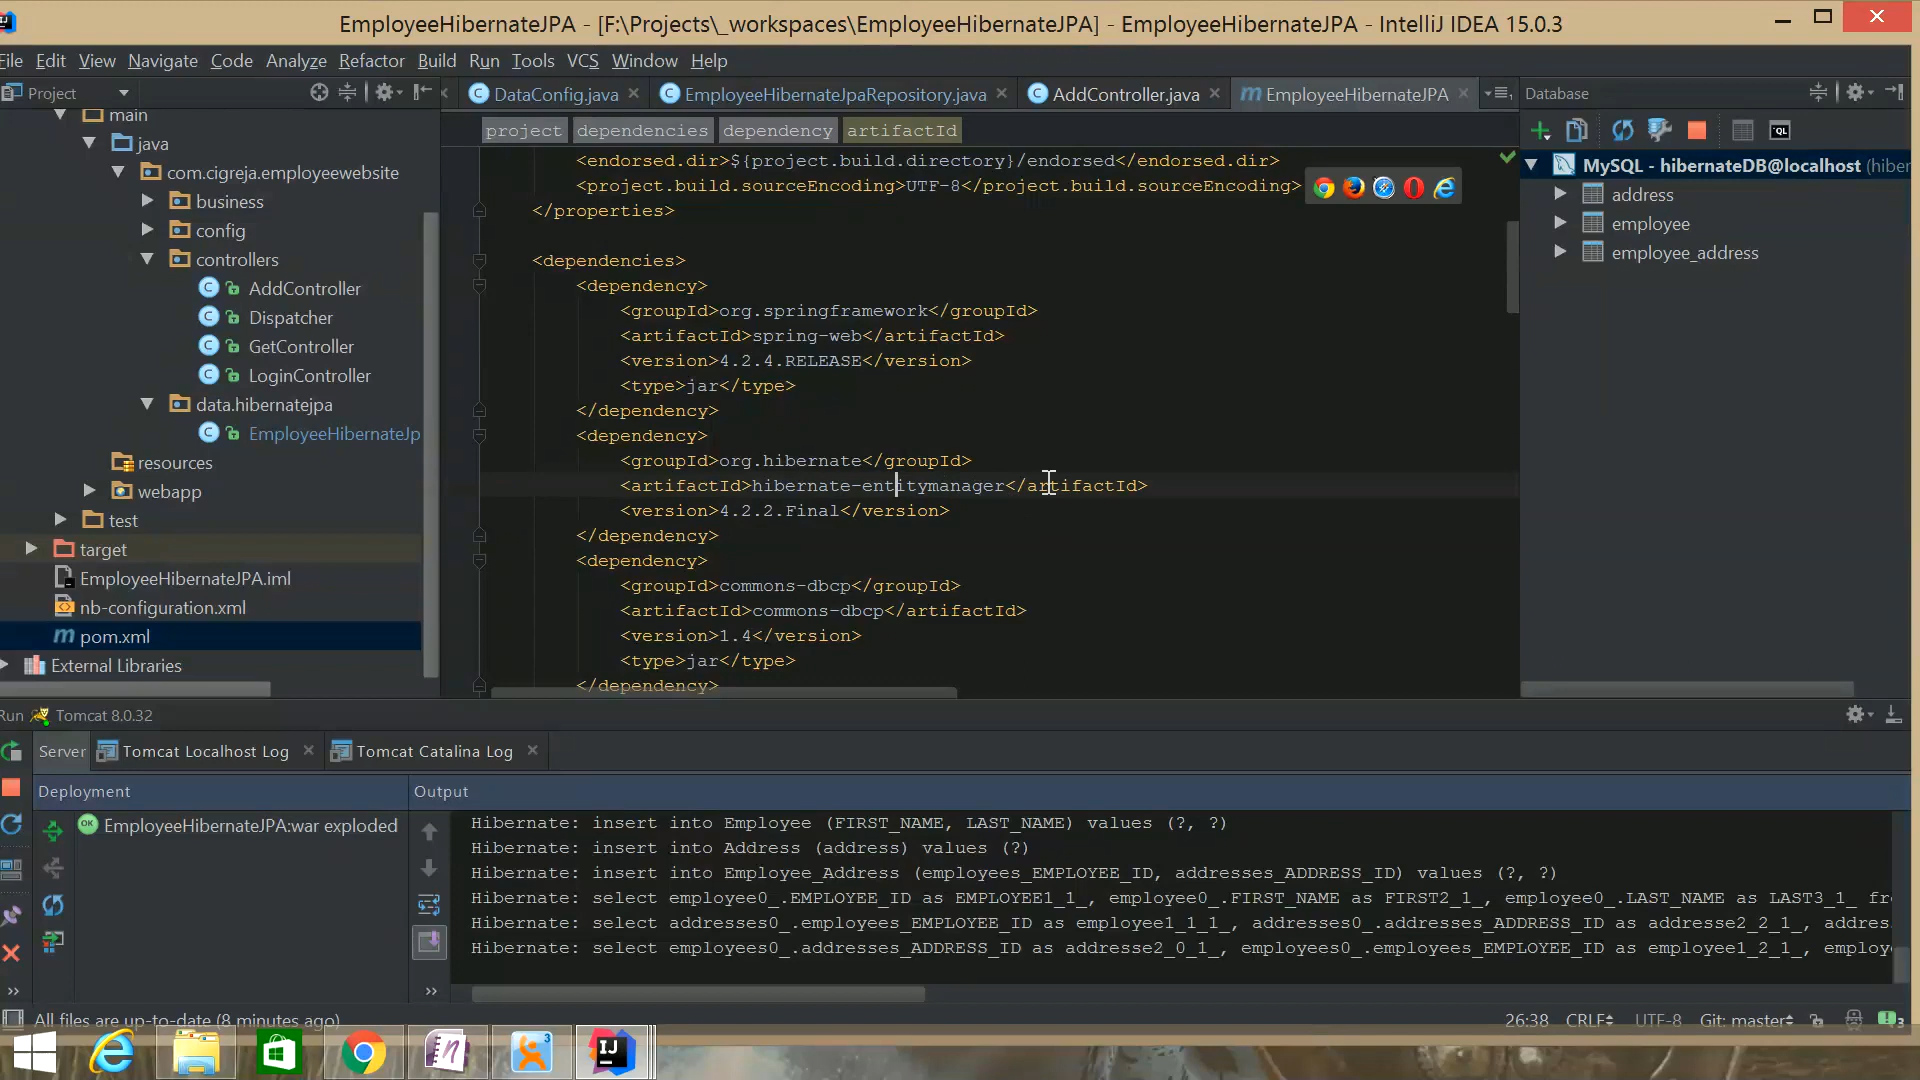 EmployeeHibernateJPA - [F:\Projects\_workspaces\EmployeeHibernateJPA] - EmployeeHibernateJPA - IntelliJ IDEA 15.0.3
File Edit View Navigate Code Analyze Refactor Build Run Tools VCS Window Help
Project
DataConfig.java
EmployeeHibernateJpaRepository.java
AddController.java
EmployeeHibernateJPA
Database
main
java
com.cigreja.employeewebsite
business
config
controllers
AddController
Dispatcher
GetController
LoginController
data.hibernatejpa
EmployeeHibernateJp
resources
webapp
test
target
EmployeeHibernateJPA.iml
nb-configuration.xml
pom.xml
External Libraries
project dependencies dependency artifactId
<endorsed.dir>${project.build.directory}/endorsed</endorsed.dir>
<project.build.sourceEncoding>UTF-8</project.build.sourceEncoding>
</properties>
<dependencies>
<dependency>
<groupId>org.springframework</groupId>
<artifactId>spring-web</artifactId>
<version>4.2.4.RELEASE</version>
<type>jar</type>
</dependency>
<dependency>
<groupId>org.hibernate</groupId>
<artifactId>hibernate-entitymanager</artifactId>
<version>4.2.2.Final</version>
</dependency>
<dependency>
<groupId>commons-dbcp</groupId>
<artifactId>commons-dbcp</artifactId>
<version>1.4</version>
<type>jar</type>
</dependency>
MySQL - hibernateDB@localhost (hiber
address
employee
employee_address
Run Tomcat 8.0.32
Server
Tomcat Localhost Log
Tomcat Catalina Log
Deployment
Output
EmployeeHibernateJPA:war exploded
Hibernate: insert into Employee (FIRST_NAME, LAST_NAME) values (?, ?)
Hibernate: insert into Address (address) values (?)
Hibernate: insert into Employee_Address (employees_EMPLOYEE_ID, addresses_ADDRESS_ID) values (?, ?)
Hibernate: select employee0_.EMPLOYEE_ID as EMPLOYEE1_1_, employee0_.FIRST_NAME as FIRST2_1_, employee0_.LAST_NAME as LAST3_1_ fr
Hibernate: select addresses0_.employees_EMPLOYEE_ID as employee1_1_1_, addresses0_.addresses_ADDRESS_ID as addresse2_2_1_, addres
Hibernate: select employees0_.addresses_ADDRESS_ID as addresse2_0_1_, employees0_.employees_EMPLOYEE_ID as employee1_2_1_, employ
All files are up-to-date (8 minutes ago)
26:38 CRLF UTF-8 Git: master